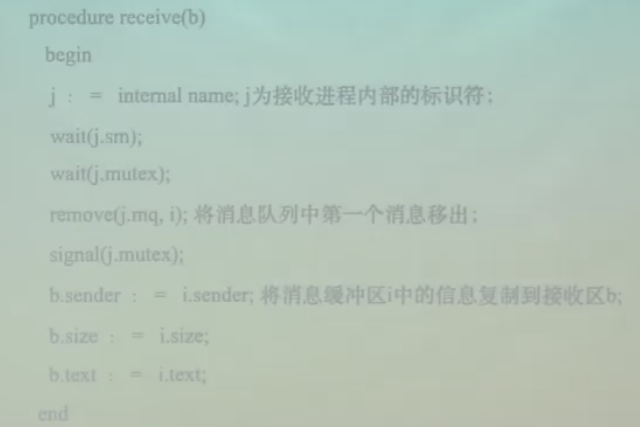 procedure receive(b)
begin
j ： = internal name; j为接收进程内部的标识符；
wait(j.sm);
wait(j.mutex);
remove(j.mq, i); 将消息队列中第一个消息移出；
signal(j.mutex);
b.sender ： = i.sender; 将消息缓冲区i中的信息复制到接收区b;
b.size ： = i.size;
b.text ： = i.text;
end